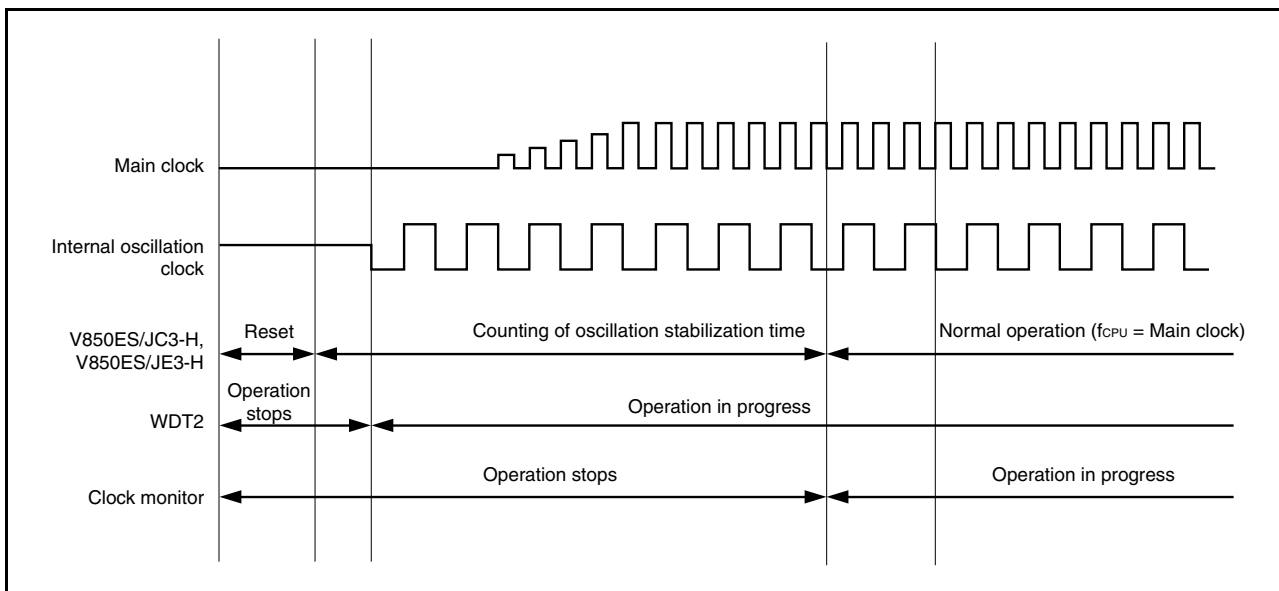 Main clock
Internal oscillation
clock
V850ES/JC3-H,
V850ES/JE3-H
Reset
Counting of oscillation stabilization time
Normal operation (fCPU = Main clock)
WDT2
Operation
stops
Operation in progress
Clock monitor
Operation stops
Operation in progress